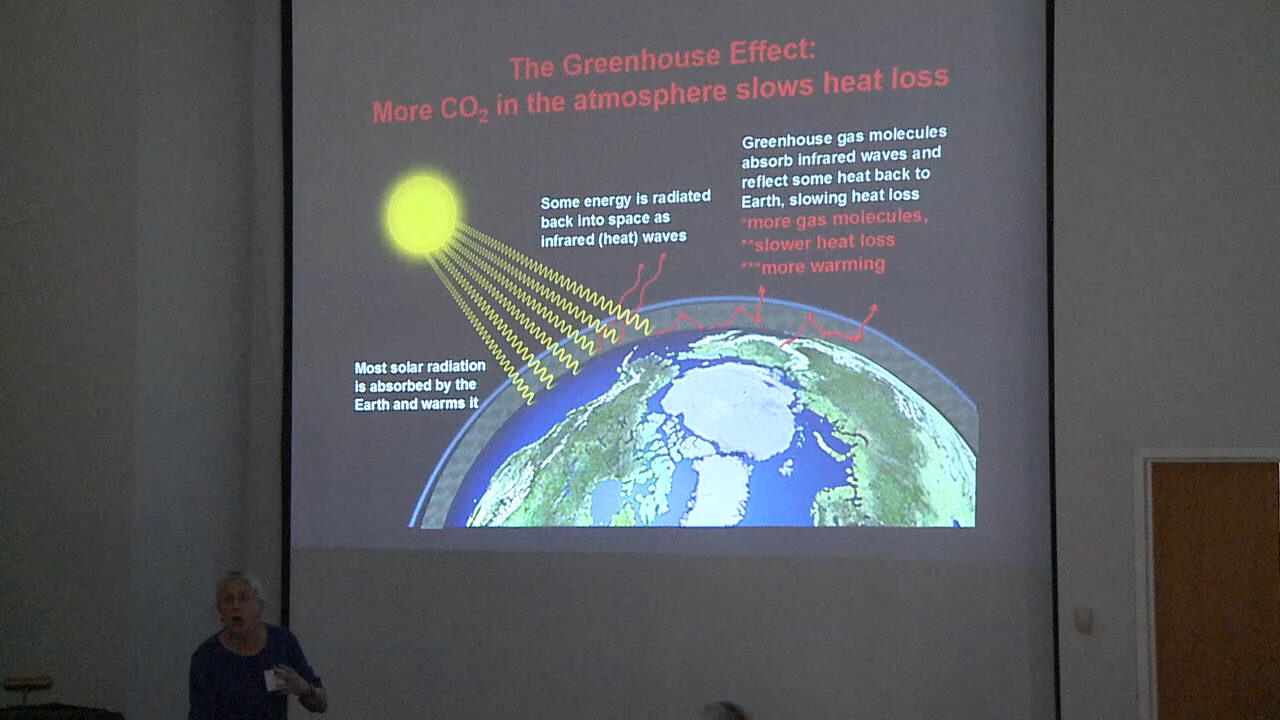 The Greenhouse Effect:
More CO₂ in the atmosphere slows heat loss
Greenhouse gas molecules
absorb infrared waves and
reflect some heat back to
Earth, slowing heat loss
*more gas molecules,
**slower heat loss
***more warming
Some energy is radiated
back into space as
infrared (heat) waves
Most solar radiation
is absorbed by the
Earth and warms it